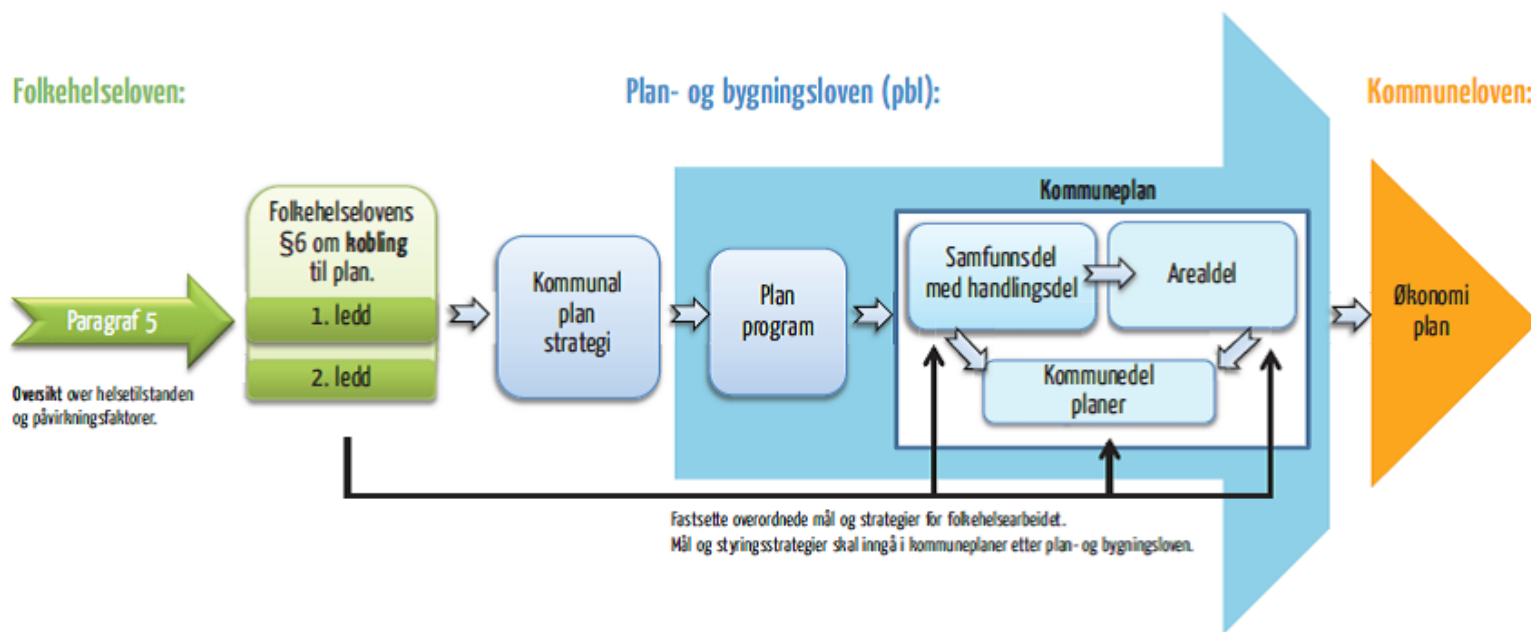 Folkehelseloven:
Plan- og bygningsloven (pbl):
Kommuneloven:
Paragraf 5
Oversikt over helsetilstanden
og påvirkningsfaktorer.
Folkehelselovens
§6 om kobling
til plan.
1. ledd
2. ledd
Kommunal
plan
strategi
Plan
program
Kommuneplan
Samfunnsdel
med handlingsdel
Arealdel
Kommunedel
planer
Økonomi
plan
Fastsette overordnede mål og strategier for folkehelsearbeidet.
Mål og styringsstrategier skal inngå i kommuneplaner etter plan- og bygningsloven.